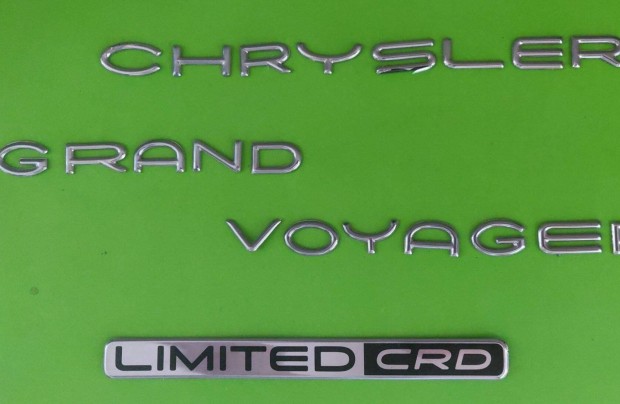 CHRYSLER
GRAND
VOYAGER
LIMITED CRD